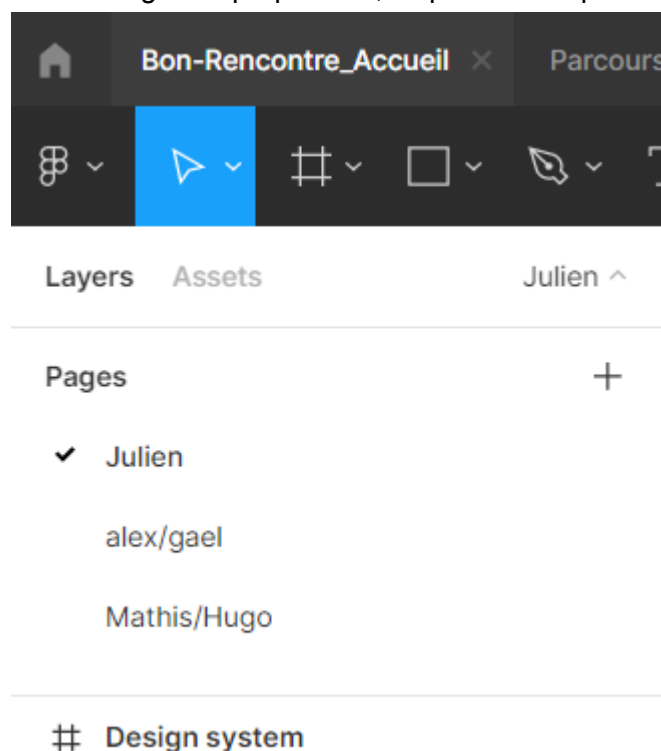 Bon-Rencontre_Accueil Parcours
Layers Assets Julien
Pages
Julien
alex/gael
Mathis/Hugo
Design system